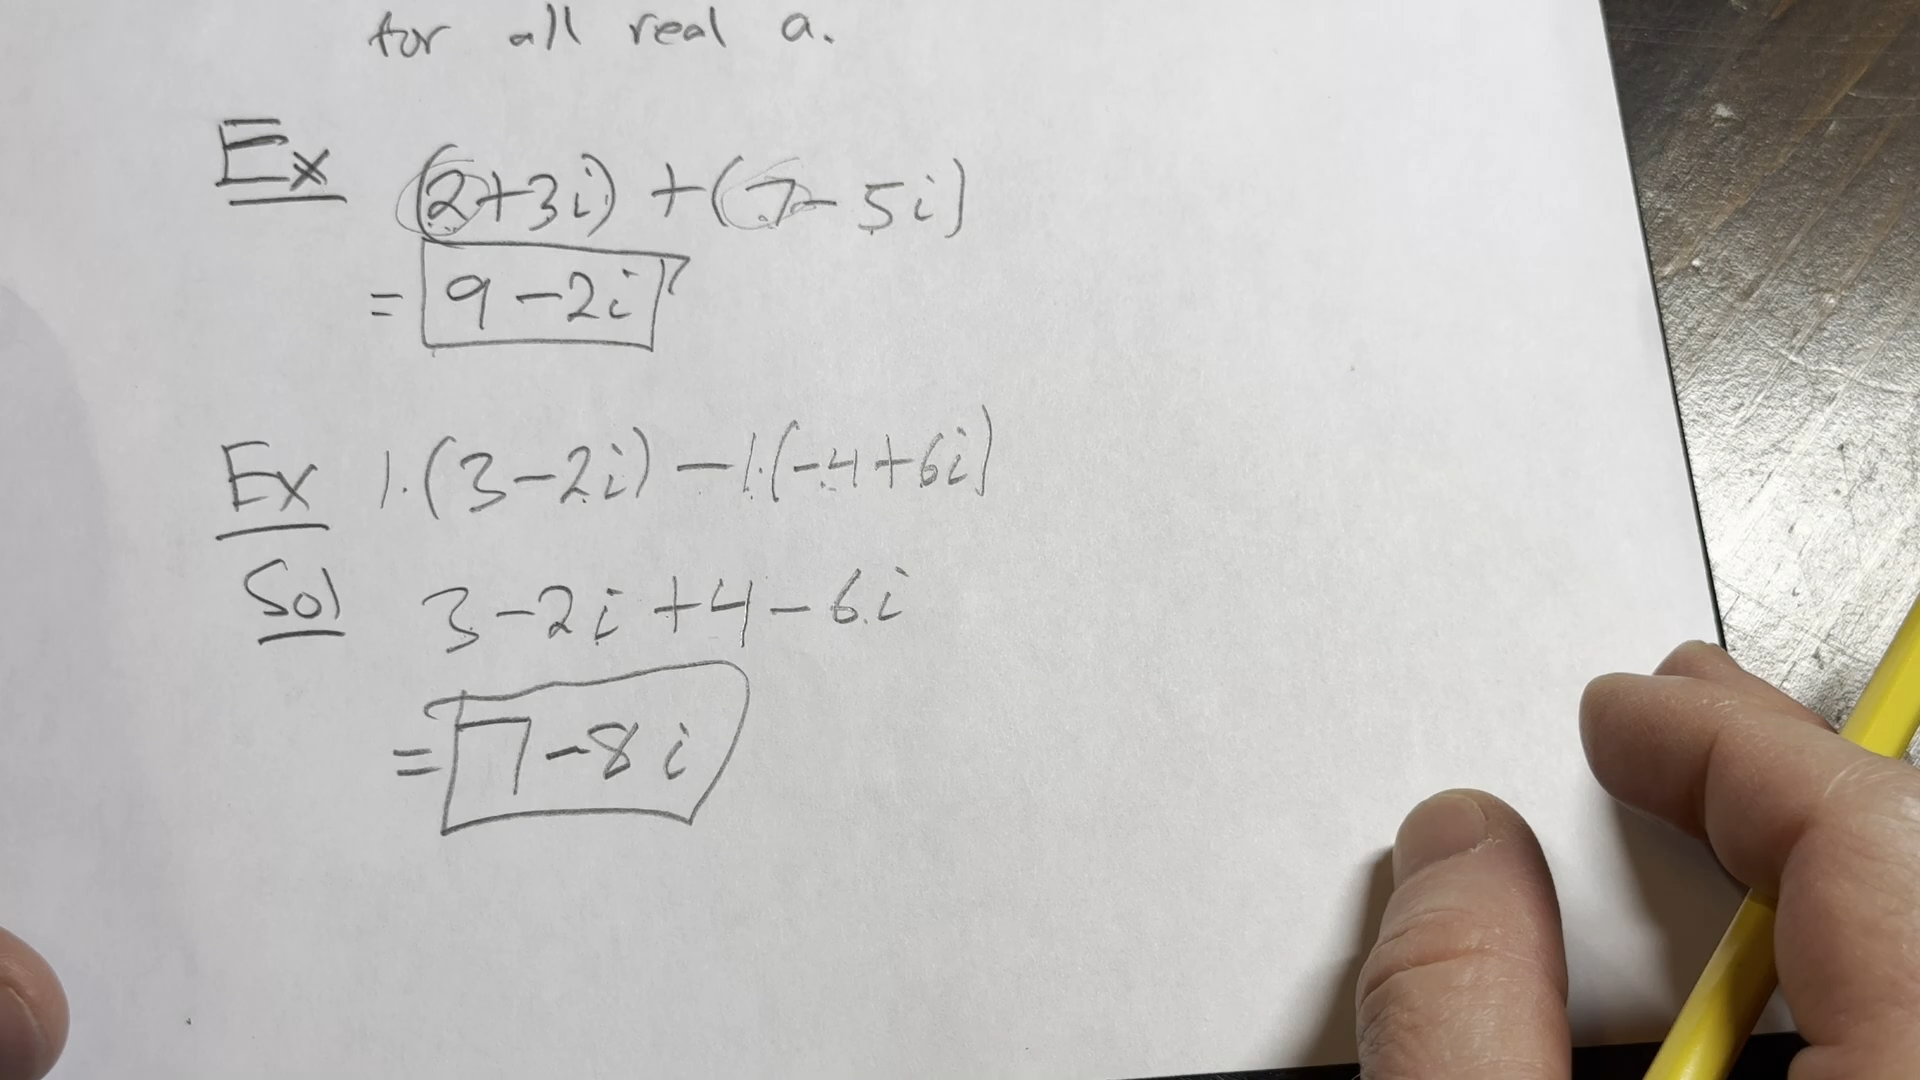 for all real a.
Ex (2+3i) + (7-5i)
= 9-2i
Ex 1.(3-2i) - 1.(-4+6i)
Sol 3-2i+4-6i
= 7-8i